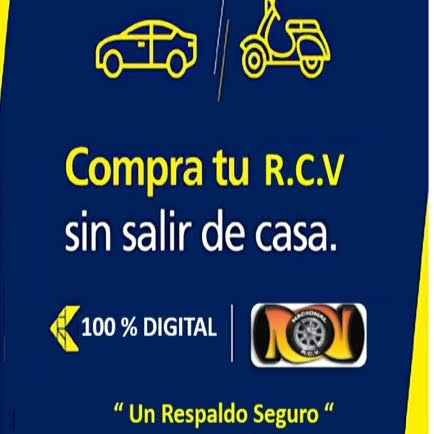 Compra tu R.C.V
sin salir de casa.
100 % DIGITAL
NACIONAL
R.C.V.
“ Un Respaldo Seguro “